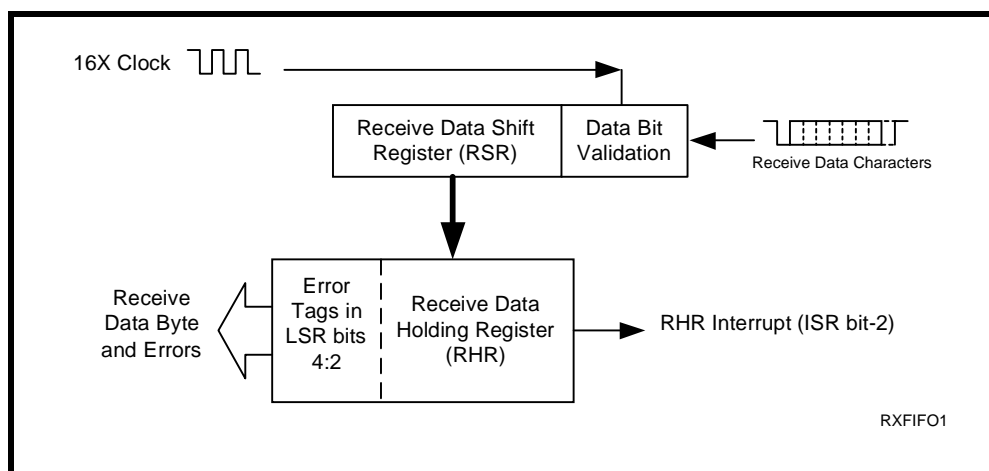 16X Clock
Receive Data Shift
Register (RSR)
Data Bit
Validation
Receive Data Characters
Receive
Data Byte
and Errors
Error
Tags in
LSR bits
4:2
Receive Data
Holding Register
(RHR)
RHR Interrupt (ISR bit-2)
RXFIFO1